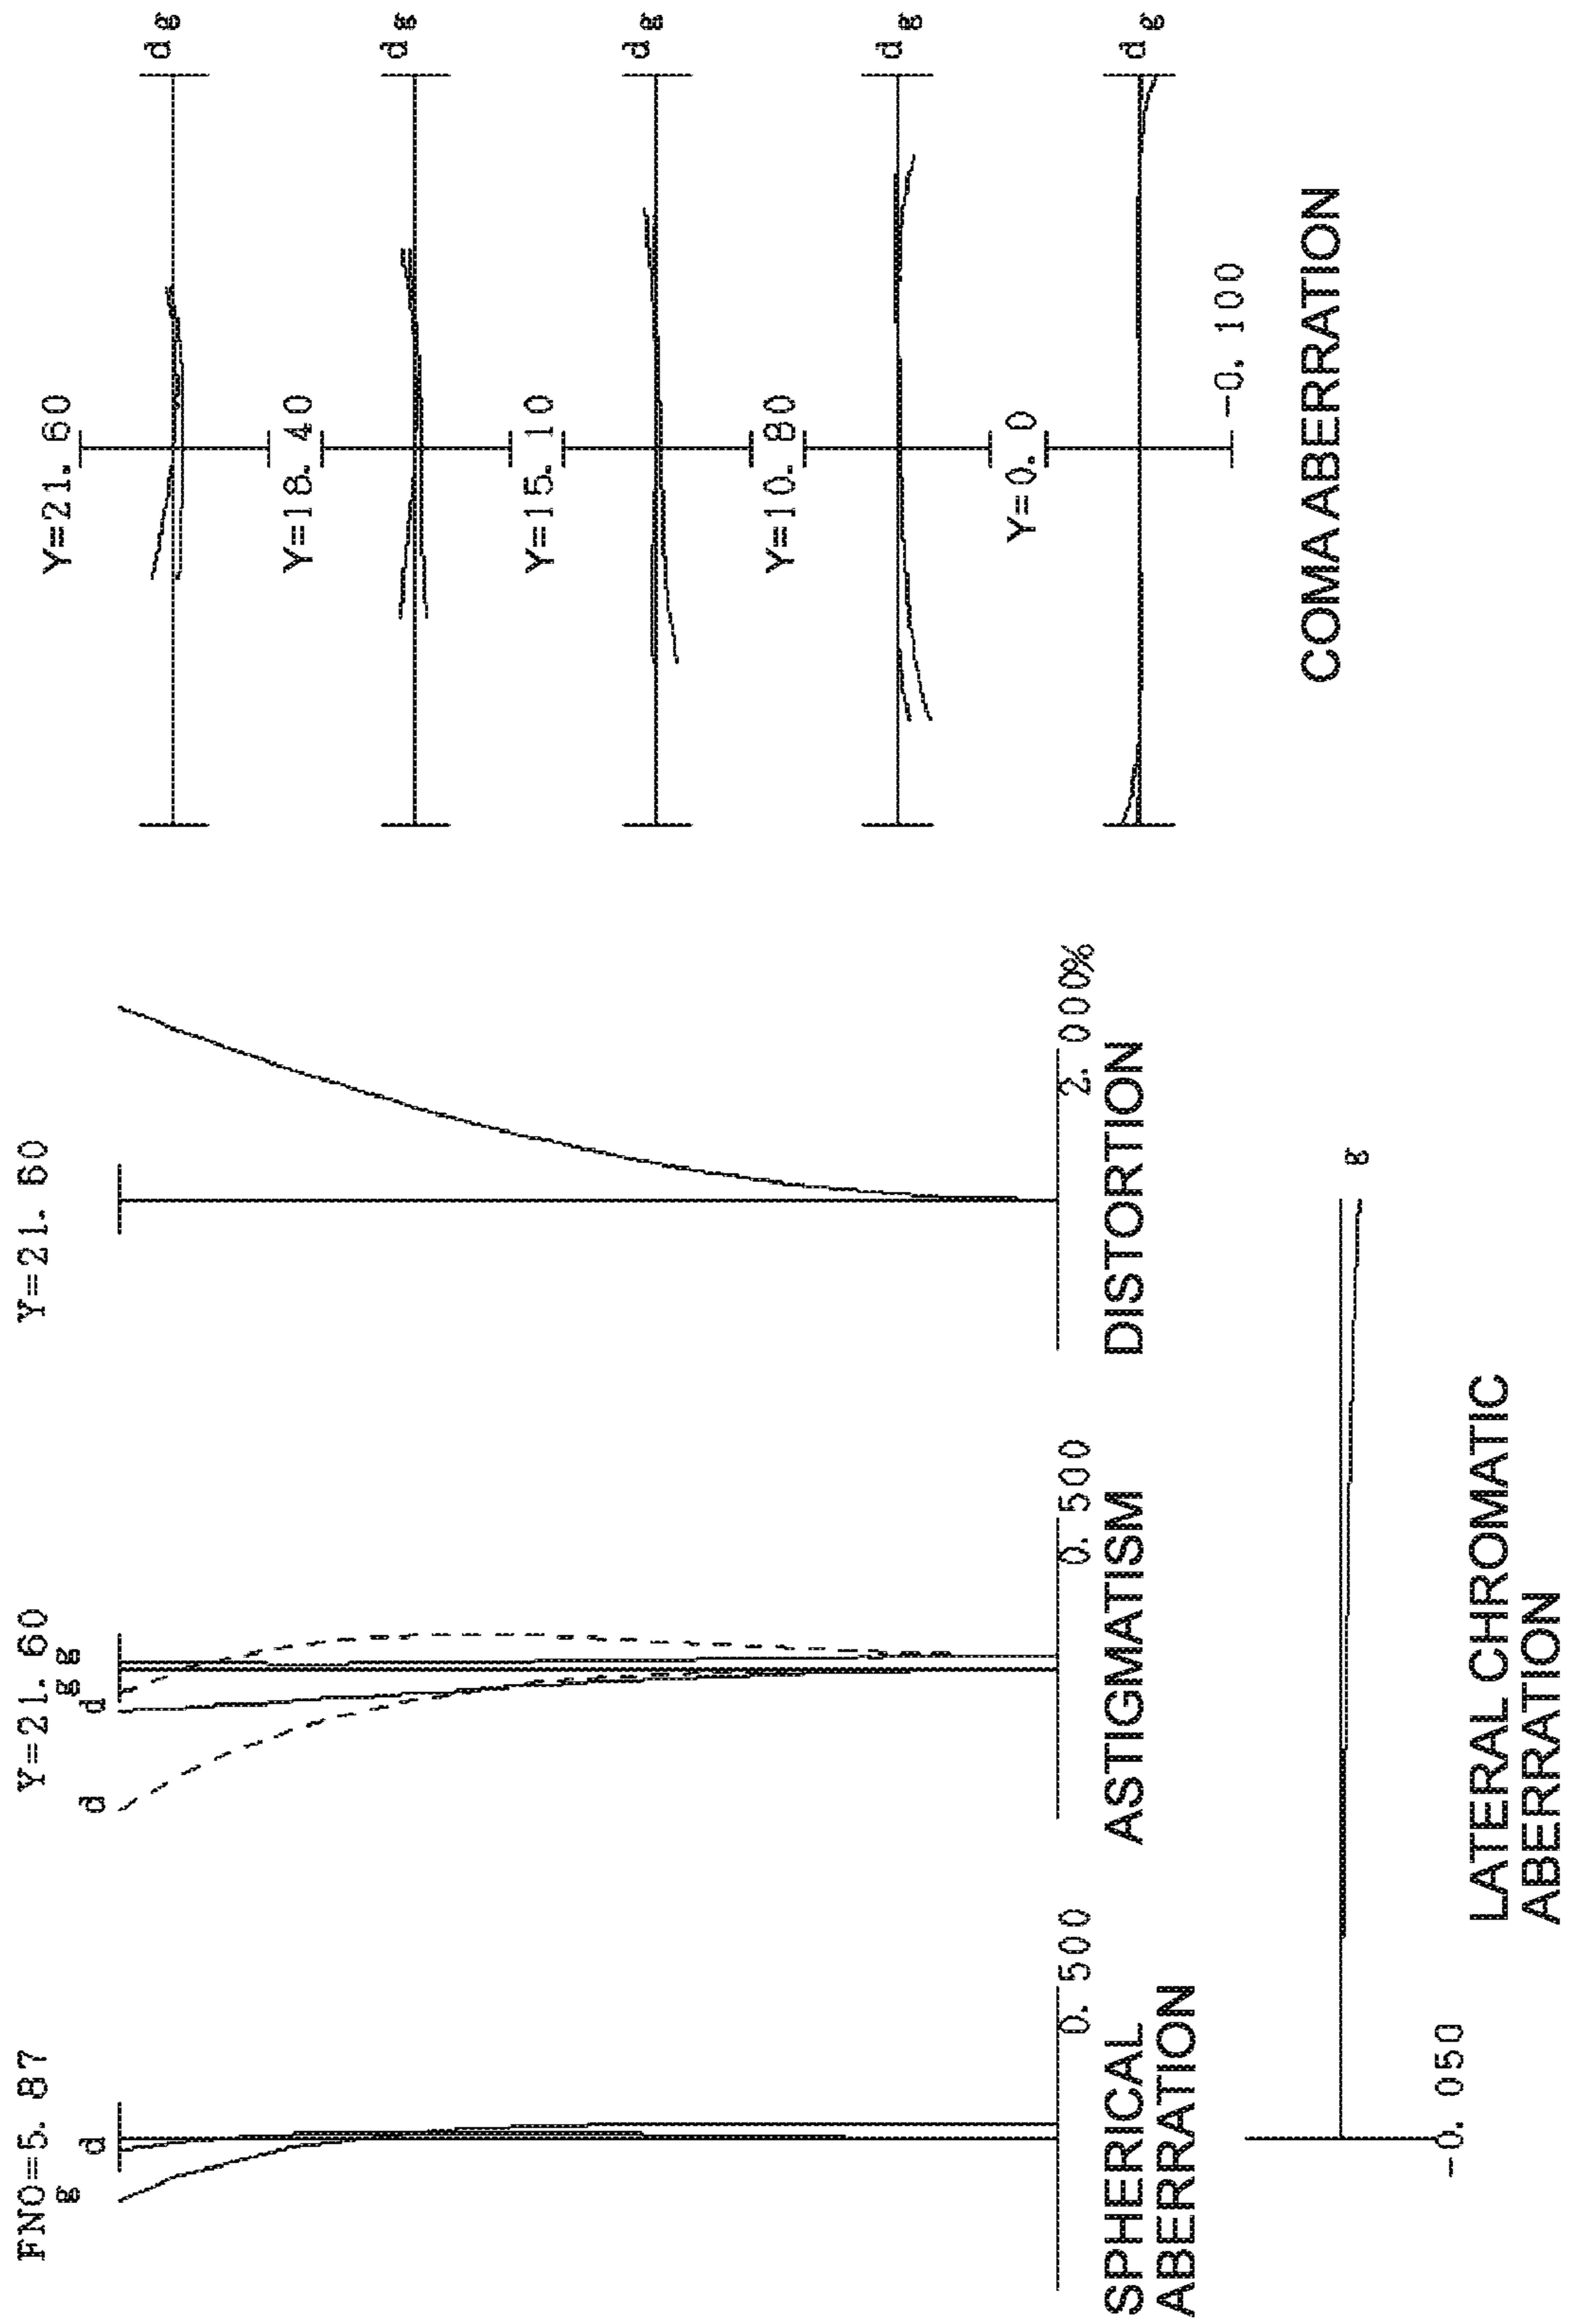 FNO=5. 87
g d
0. 500
SPHERICAL
ABERRATION
Y=21. 60
d d g g
0. 500
ASTIGMATISM
Y=21. 60
2. 000%
DISTORTION
Y=21. 60
d g
Y=18. 40
d g
Y=15. 10
d g
Y=10. 80
d g
Y=0. 0
d g
-0. 100
COMA ABERRATION
g
-0. 050
LATERAL CHROMATIC
ABERRATION